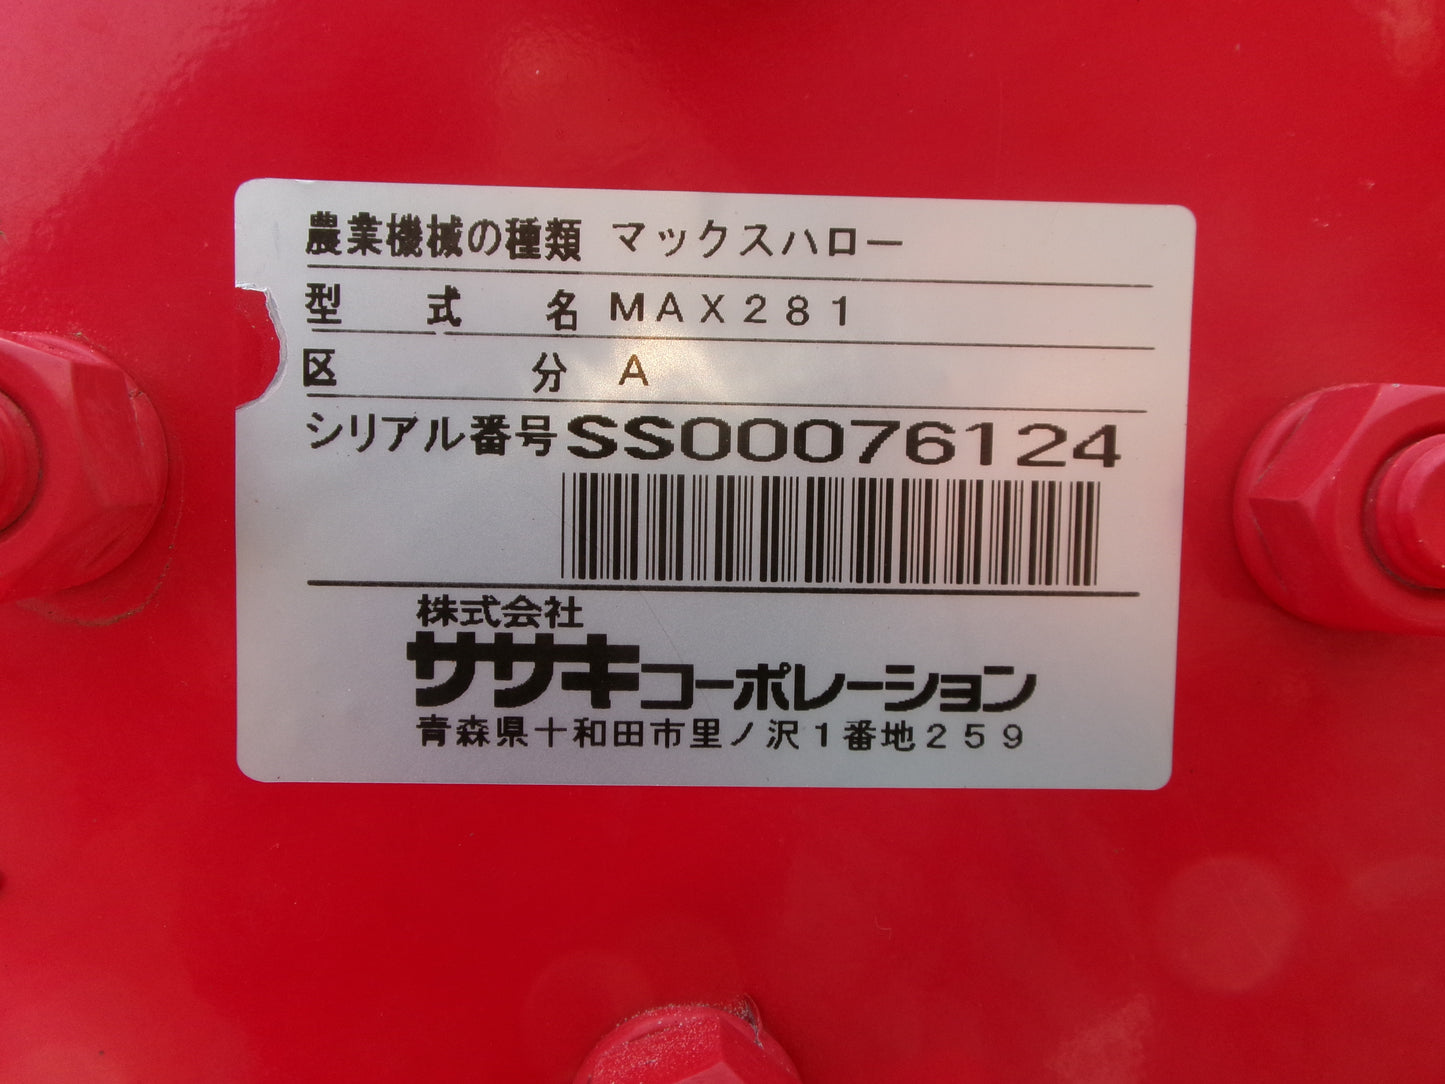 農業機械の種類 マックスハロー
型式名 MAX281
区分 A
シリアル番号 SS00076124
株式会社
ササキコーポレーション
青森県十和田市里ノ沢1番地259